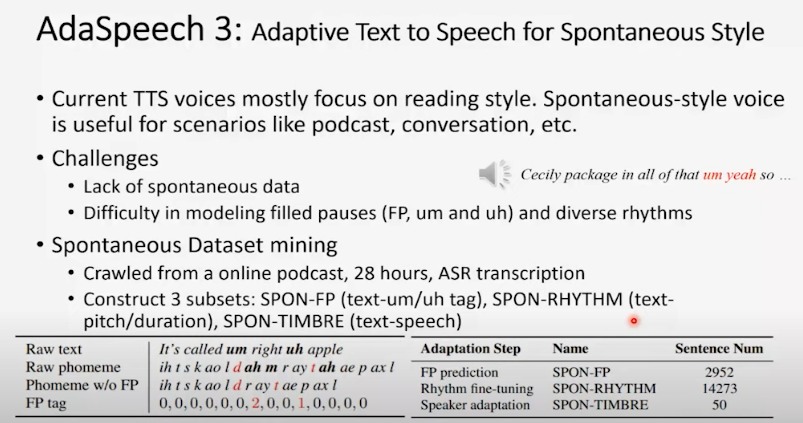 AdaSpeech 3: Adaptive Text to Speech for Spontaneous Style
• Current TTS voices mostly focus on reading style. Spontaneous-style voice
is useful for scenarios like podcast, conversation, etc.
• Challenges
Cecily package in all of that um yeah so ...
• Lack of spontaneous data
• Difficulty in modeling filled pauses (FP, um and uh) and diverse rhythms
• Spontaneous Dataset mining
• Crawled from a online podcast, 28 hours, ASR transcription
• Construct 3 subsets: SPON-FP (text-um/uh tag), SPON-RHYTHM (text-
pitch/duration), SPON-TIMBRE (text-speech)
Raw text It's called um right uh apple
Raw phomeme ih t s k ao l d ah m r ay t ah ae p ax l
Phomeme w/o FP ih t s k ao l d r ay t ae p ax l
FP tag 0, 0, 0, 0, 0, 0, 2, 0, 0, 1, 0, 0, 0, 0
Adaptation Step Name Sentence Num
FP prediction SPON-FP 2952
Rhythm fine-tuning SPON-RHYTHM 14273
Speaker adaptation SPON-TIMBRE 50